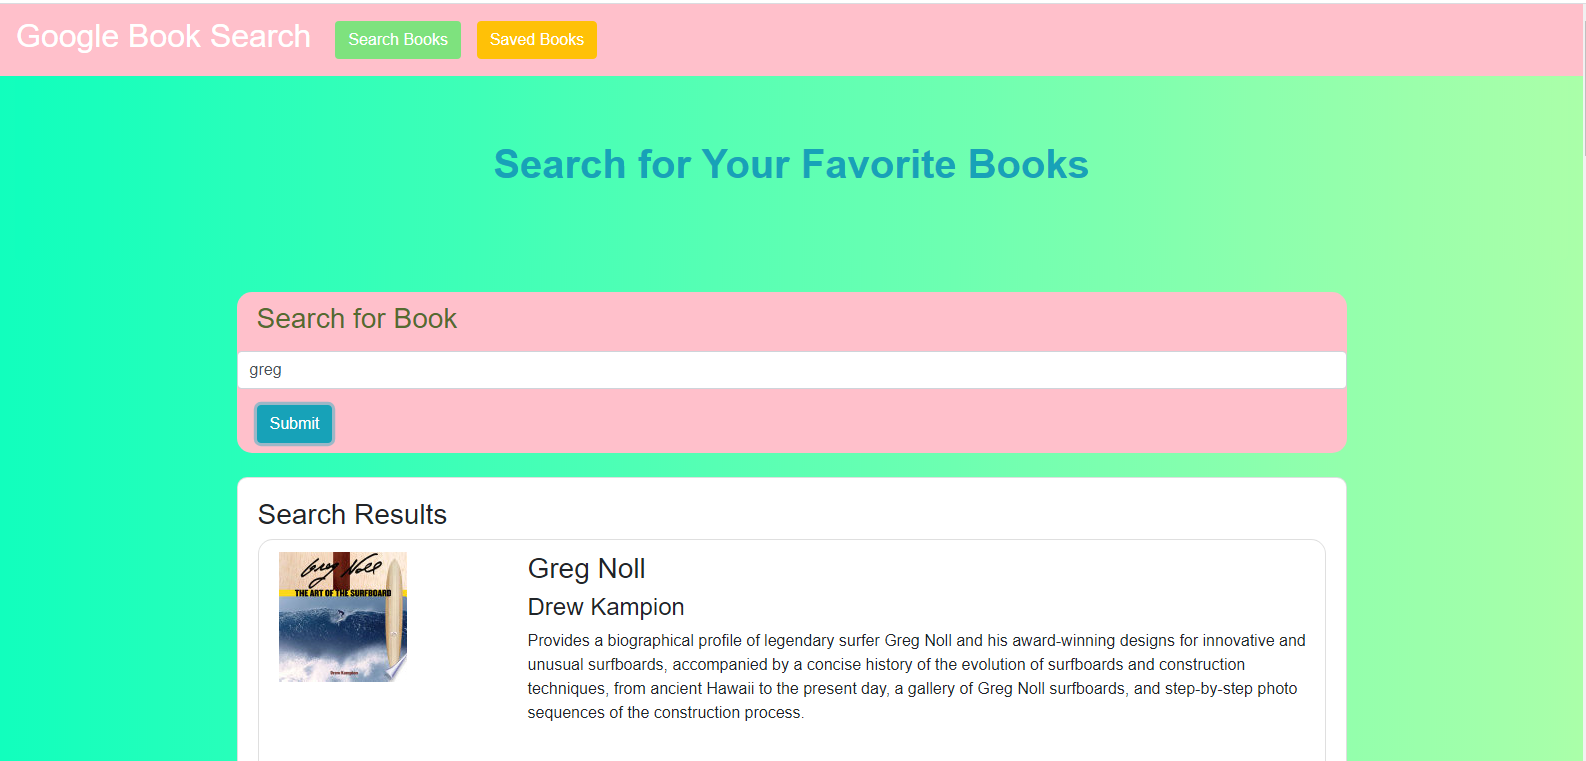 Google Book Search
Search Books
Saved Books
Search for Your Favorite Books
Search for Book
greg
Submit
Search Results
Greg Noll
THE ART OF THE SURFBOARD
Drew Kampion
Greg Noll
Drew Kampion
Provides a biographical profile of legendary surfer Greg Noll and his award-winning designs for innovative and
unusual surfboards, accompanied by a concise history of the evolution of surfboards and construction
techniques, from ancient Hawaii to the present day, a gallery of Greg Noll surfboards, and step-by-step photo
sequences of the construction process.